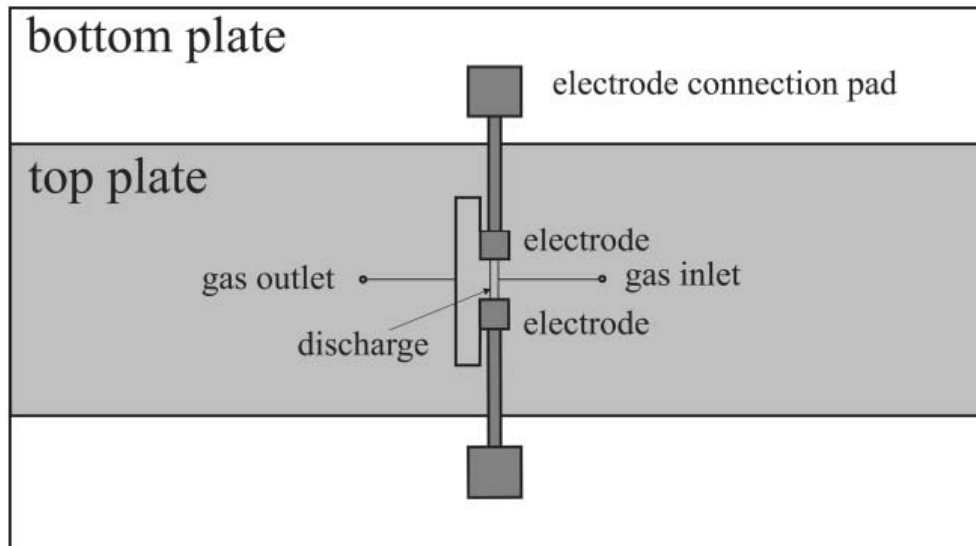 bottom plate
electrode connection pad
top plate
electrode
gas outlet
gas inlet
discharge
electrode